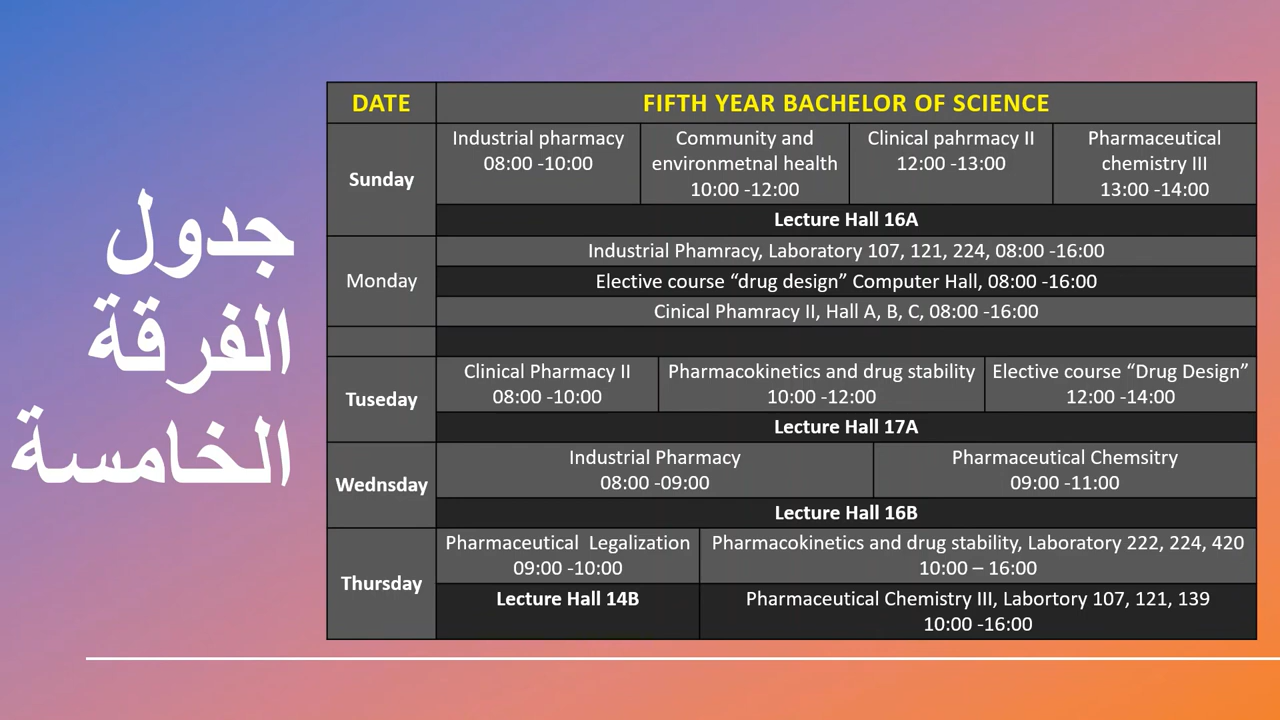 جدول
الفرقة
الخامسة
DATE
FIFTH YEAR BACHELOR OF SCIENCE
Sunday
Industrial pharmacy
08:00 -10:00
Community and
environmetnal health
10:00 -12:00
Clinical pahrmacy II
12:00 -13:00
Pharmaceutical
chemistry III
13:00 -14:00
Lecture Hall 16A
Monday
Industrial Phamracy, Laboratory 107, 121, 224, 08:00 -16:00
Elective course “drug design” Computer Hall, 08:00 -16:00
Cinical Phamracy II, Hall A, B, C, 08:00 -16:00
Tuseday
Clinical Pharmacy II
08:00 -10:00
Pharmacokinetics and drug stability
10:00 -12:00
Elective course “Drug Design”
12:00 -14:00
Lecture Hall 17A
Wednsday
Industrial Pharmacy
08:00 -09:00
Pharmaceutical Chemsitry
09:00 -11:00
Lecture Hall 16B
Thursday
Pharmaceutical  Legalization
09:00 -10:00
Lecture Hall 14B
Pharmacokinetics and drug stability, Laboratory 222, 224, 420
10:00 – 16:00
Pharmaceutical Chemistry III, Labortory 107, 121, 139
10:00 -16:00